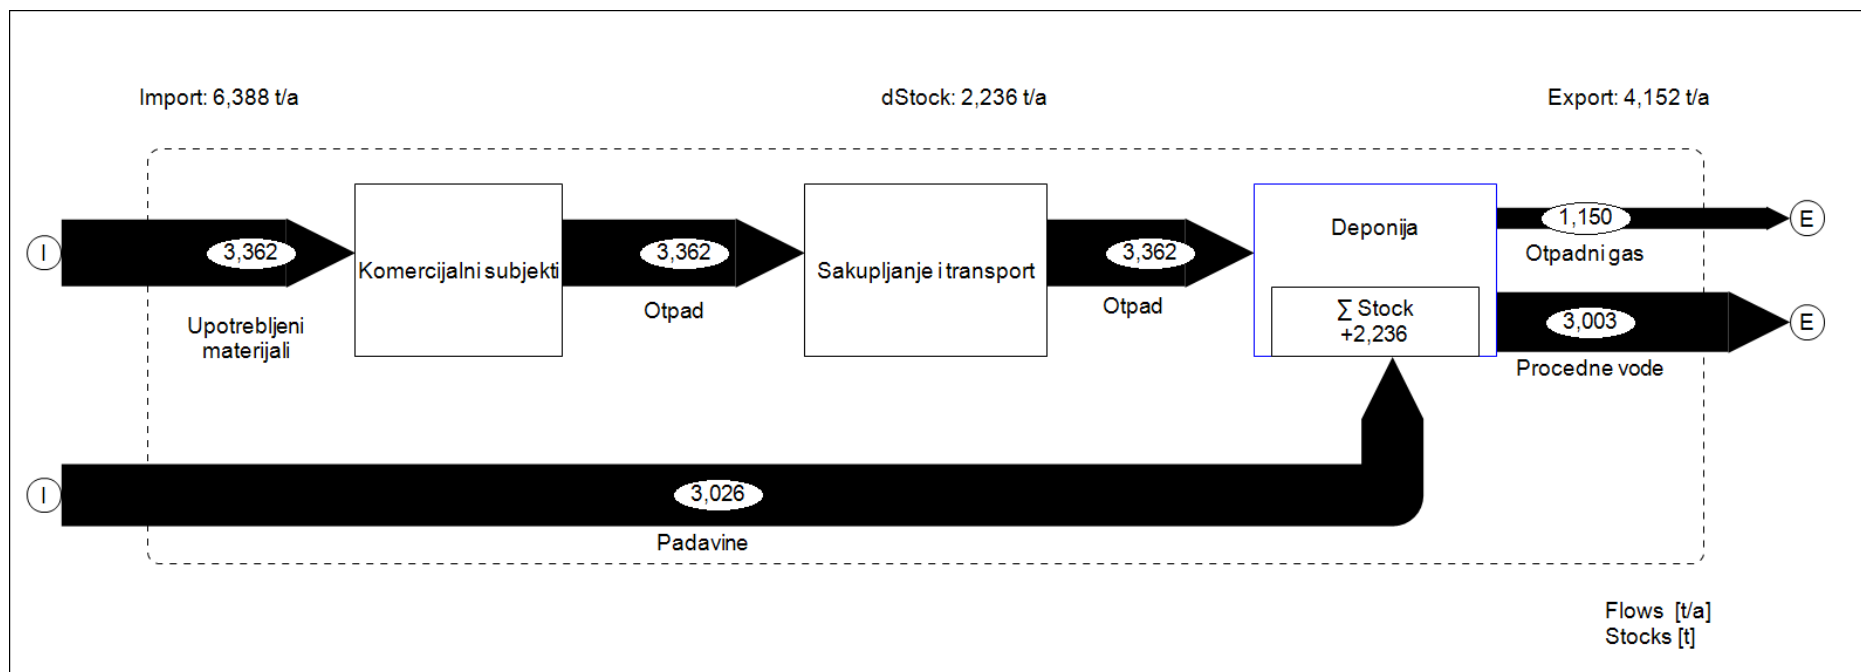 Import: 6,388 t/a
dStock: 2,236 t/a
Export: 4,152 t/a
I
3,362
Upotrebljeni
materijali
Komercijalni subjekti
3,362
Otpad
Sakupljanje i transport
3,362
Otpad
Deponija
∑ Stock
+2,236
1,150
E
Otpadni gas
3,003
E
Procedne vode
I
3,026
Padavine
Flows [t/a]
Stocks [t]